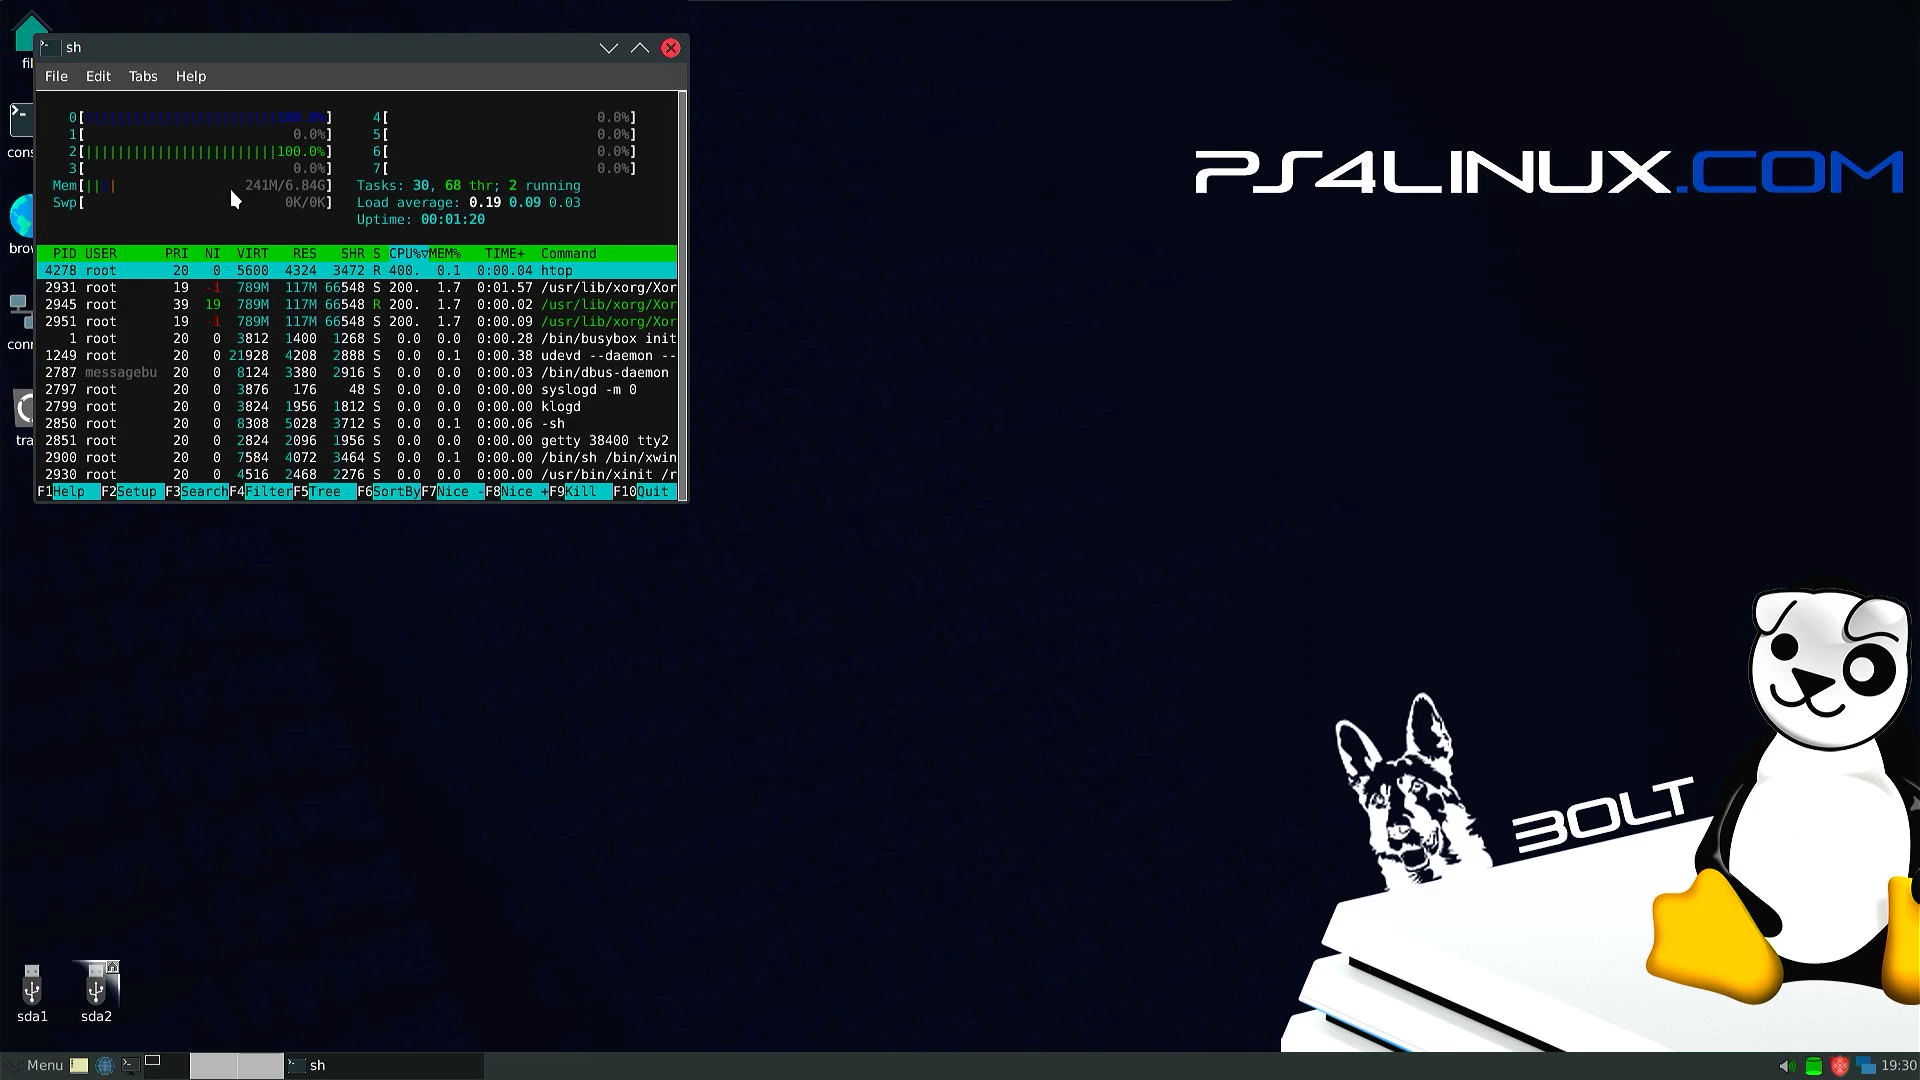 sh
File Edit Tabs Help
0[||||||||||||||||||||||||100.0%] 4[ 0.0%]
1[ 0.0%] 5[ 0.0%]
2[||||||||||||||||||||||||100.0%] 6[ 0.0%]
3[ 0.0%] 7[ 0.0%]
Mem[|||| 241M/6.84G] Tasks: 30, 68 thr; 2 running
Swp[ 0K/0K] Load average: 0.19 0.09 0.03
Uptime: 00:01:20
PID USER PRI NI VIRT RES SHR S CPU%▽MEM% TIME+ Command
4278 root 20 0 5600 4324 3472 R 400. 0.1 0:00.04 htop
2931 root 19 -1 789M 117M 66548 S 200. 1.7 0:01.57 /usr/lib/xorg/Xor
2945 root 39 19 789M 117M 66548 R 200. 1.7 0:00.02 /usr/lib/xorg/Xor
2951 root 19 -1 789M 117M 66548 S 200. 1.7 0:00.09 /usr/lib/xorg/Xor
1 root 20 0 3812 1400 1268 S 0.0 0.0 0:00.28 /bin/busybox init
1249 root 20 0 21928 4208 2888 S 0.0 0.1 0:00.38 udevd --daemon --
2787 messagebu 20 0 8124 3380 2916 S 0.0 0.0 0:00.03 /bin/dbus-daemon
2797 root 20 0 3876 176 48 S 0.0 0.0 0:00.00 syslogd -m 0
2799 root 20 0 3824 1956 1812 S 0.0 0.0 0:00.00 klogd
2850 root 20 0 8308 5028 3712 S 0.0 0.1 0:00.06 -sh
2851 root 20 0 2824 2096 1956 S 0.0 0.0 0:00.00 getty 38400 tty2
2900 root 20 0 7584 4072 3464 S 0.0 0.1 0:00.00 /bin/sh /bin/xwin
2930 root 20 0 4516 2468 2276 S 0.0 0.0 0:00.00 /usr/bin/xinit /r
F1Help F2Setup F3SearchF4FilterF5Tree F6SortByF7Nice -F8Nice +F9Kill F10Quit
fil
cons
brow
conn
tra
PS4LINUX.COM
BOLT
sda1 sda2
Menu sh 19:30